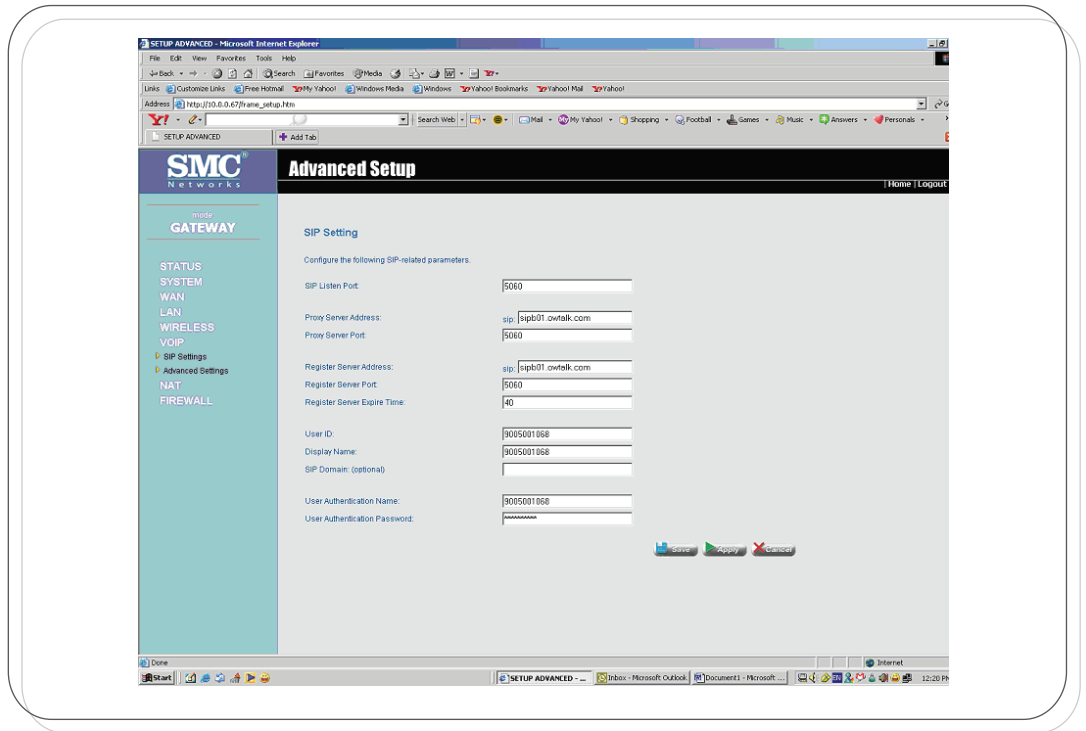 SETUP ADVANCED - Microsoft Internet Explorer
File Edit View Favorites Tools Help
Back Search Favorites Media
Links Customize Links Free Hotmail My Yahoo! Windows Media Windows Yahoo! Bookmarks Yahoo! Mail Yahoo!
Address http://10.0.0.67/frame_setup.htm
Y! Search Web Mail My Yahoo! Shopping Football Games Music Answers Personals
SETUP ADVANCED Add Tab
SMC®
Networks
Advanced Setup
| Home | Logout
mode
GATEWAY
STATUS
SYSTEM
WAN
LAN
WIRELESS
VOIP
SIP Settings
Advanced Settings
NAT
FIREWALL
SIP Setting
Configure the following SIP-related parameters.
SIP Listen Port: 5060
Proxy Server Address: sip: sipb01.owtalk.com
Proxy Server Port: 5060
Register Server Address: sip: sipb01.owtalk.com
Register Server Port: 5060
Register Server Expire Time: 40
User ID: 9005001068
Display Name: 9005001068
SIP Domain: (optional)
User Authentication Name: 9005001068
User Authentication Password: **********
Save Apply Cancel
Done Internet
Start SETUP ADVANCED - ... Inbox - Microsoft Outlook Document1 - Microsoft ... EN 12:20 PM